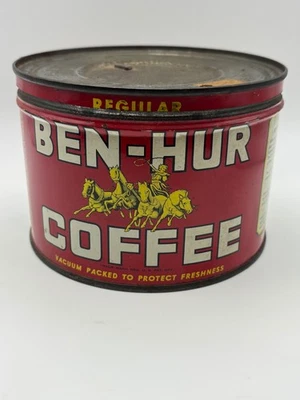 REGULAR
BEN-HUR
COFFEE
VACUUM PACKED TO PROTECT FRESHNESS